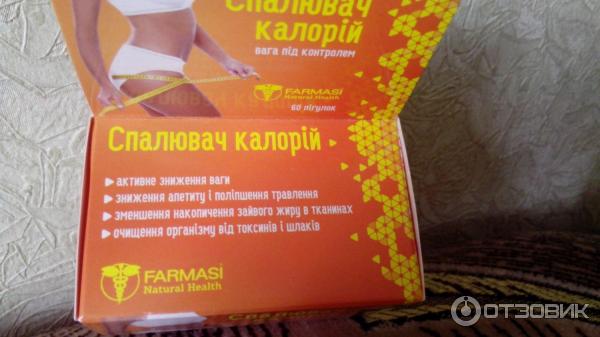 Спалювач
калорій
вага під контролем
FARMASi
Natural Health
60 пігулок
Спалювач калорій
активне зниження ваги
зниження апетиту і поліпшення травлення
зменшення накопичення зайвого жиру в тканинах
очищення організму від токсинів і шлаків
FARMASi
Natural Health
ОТЗОВИК